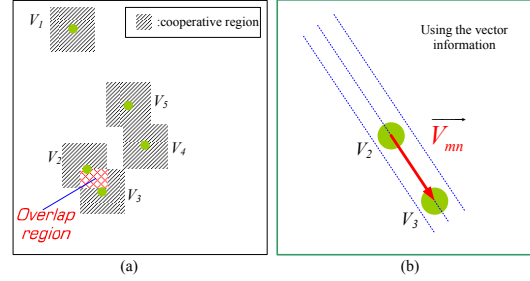 V1
:cooperative region
V5
V4
V2
V3
Overlap
region
(a)
Using the vector
information
Vmn
V2
V3
(b)